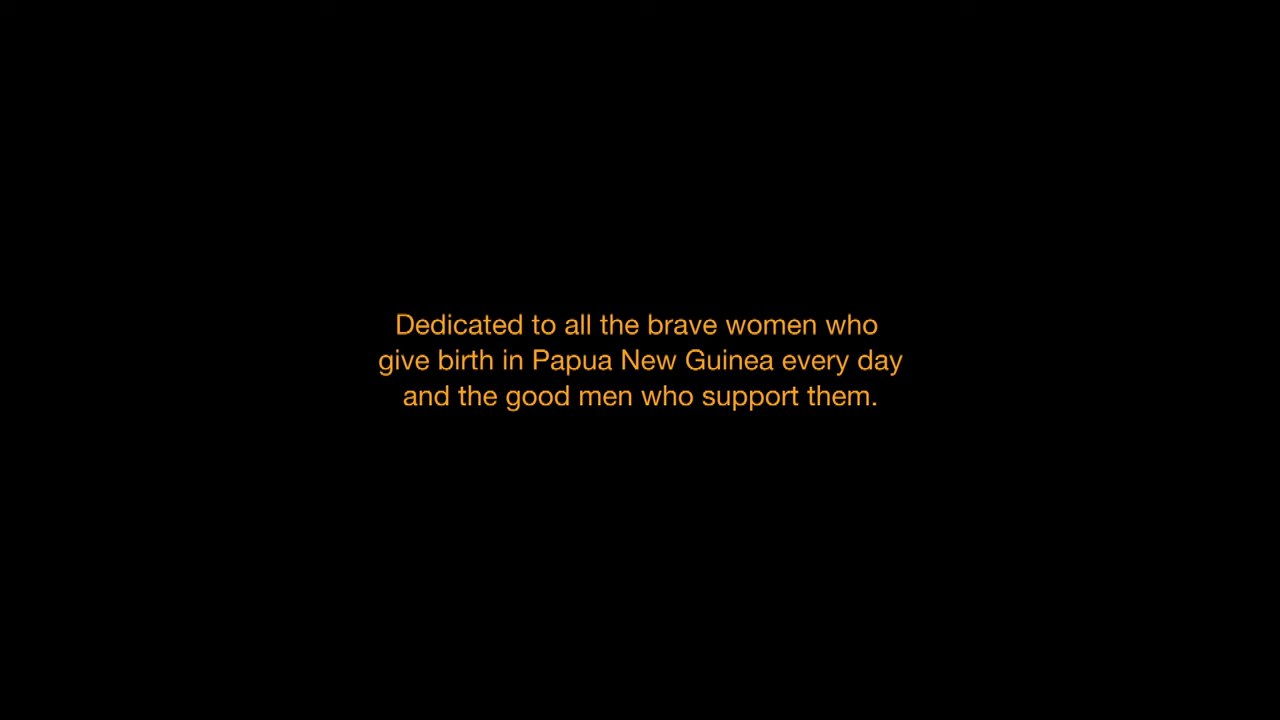 Dedicated to all the brave women who
give birth in Papua New Guinea every day
and the good men who support them.